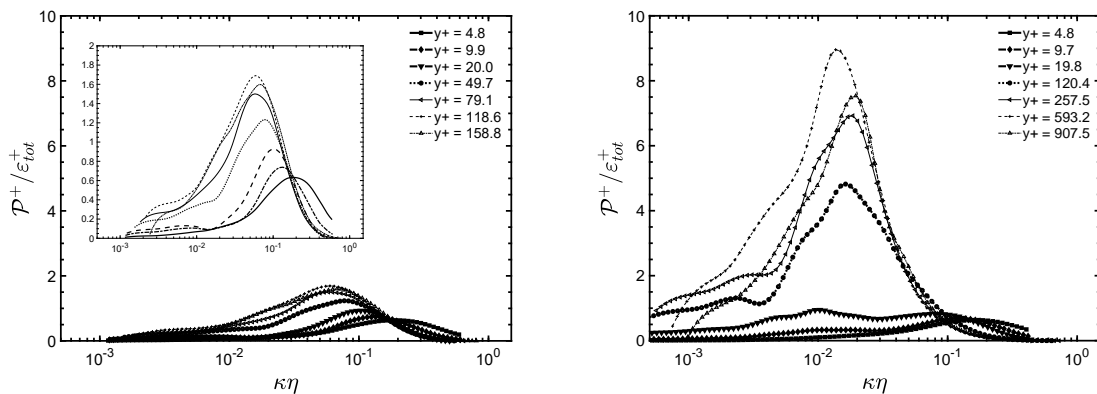 10
8
6
4
2
0
P⁺/ε⁺tot
10⁻³
10⁻²
10⁻¹
10⁰
κη
2
1.8
1.6
1.4
1.2
1
0.8
0.6
0.4
0.2
0
10⁻³
10⁻²
10⁻¹
10⁰
y+ = 4.8
y+ = 9.9
y+ = 20.0
y+ = 49.7
y+ = 79.1
y+ = 118.6
y+ = 158.8
10
8
6
4
2
0
P⁺/ε⁺tot
10⁻³
10⁻²
10⁻¹
10⁰
κη
y+ = 4.8
y+ = 9.7
y+ = 19.8
y+ = 120.4
y+ = 257.5
y+ = 593.2
y+ = 907.5